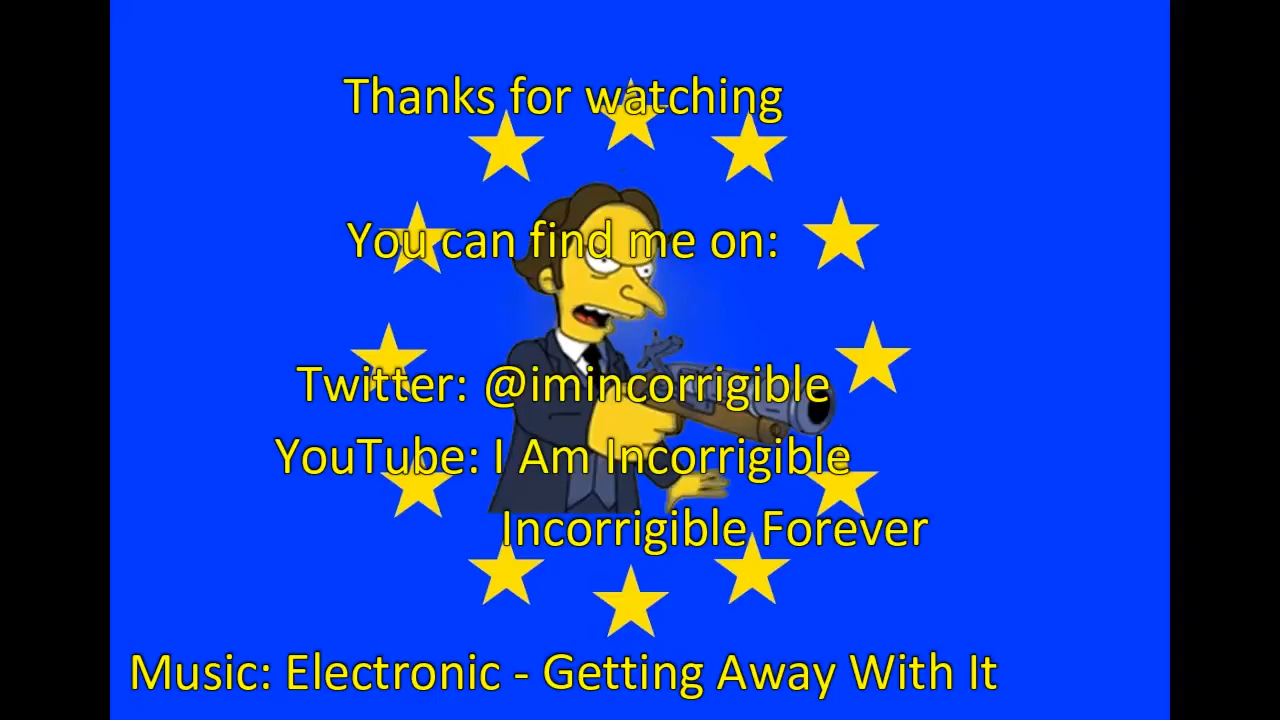 Thanks for watching
You can find me on:
Twitter: @imincorrigible
YouTube: I Am Incorrigible
Incorrigible Forever
Music: Electronic - Getting Away With It